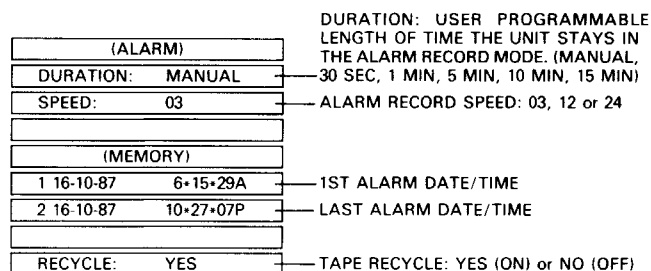 DURATION: USER PROGRAMMABLE
LENGTH OF TIME THE UNIT STAYS IN
THE ALARM RECORD MODE. (MANUAL,
30 SEC, 1 MIN, 5 MIN, 10 MIN, 15 MIN)
(ALARM)
DURATION: MANUAL
SPEED: 03
ALARM RECORD SPEED: 03, 12 or 24
(MEMORY)
1 16-10-87 6*15*29A
1ST ALARM DATE/TIME
2 16-10-87 10*27*07P
LAST ALARM DATE/TIME
RECYCLE: YES
TAPE RECYCLE: YES (ON) or NO (OFF)